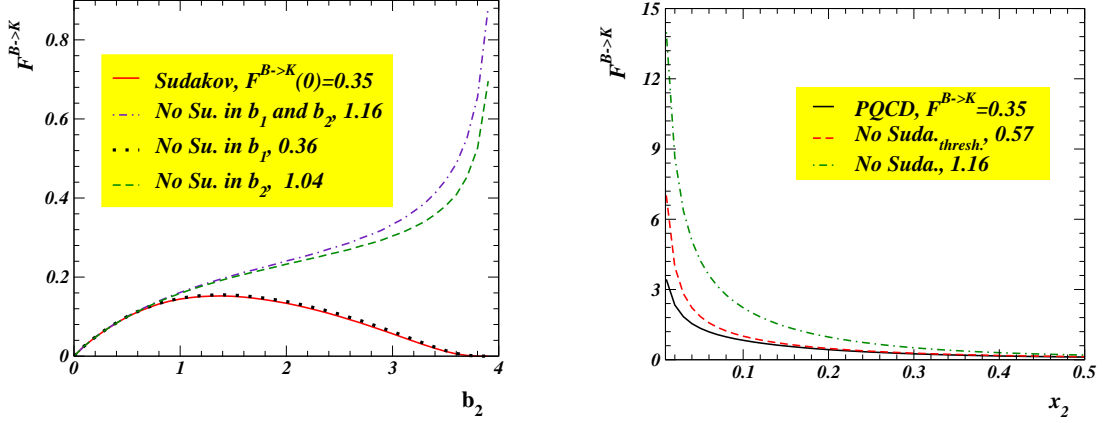 F^{B->K}
0.8
0.6
0.4
0.2
0
Sudakov, F^{B->K}(0)=0.35
No Su. in b_1 and b_2, 1.16
No Su. in b_1, 0.36
No Su. in b_2, 1.04
0 1 2 3 4
b_2
F^{B->K}
15
12
9
6
3
0
PQCD, F^{B->K}=0.35
No Suda._{thresh.}, 0.57
No Suda., 1.16
0.1 0.2 0.3 0.4 0.5
x_2